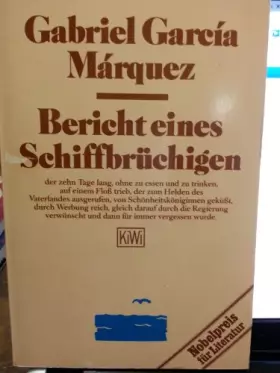 Gabriel García
Márquez
Bericht eines
Schiffbrüchigen
der zehn Tage lang, ohne zu essen und zu trinken,
auf einem Floß trieb, der zum Helden des
Vaterlandes ausgerufen, von Schönheitsköniginnen geküßt,
durch Werbung reich, gleich darauf durch die Regierung
verwünscht und dann für immer vergessen wurde
KiWi
Nobelpreis
für Literatur